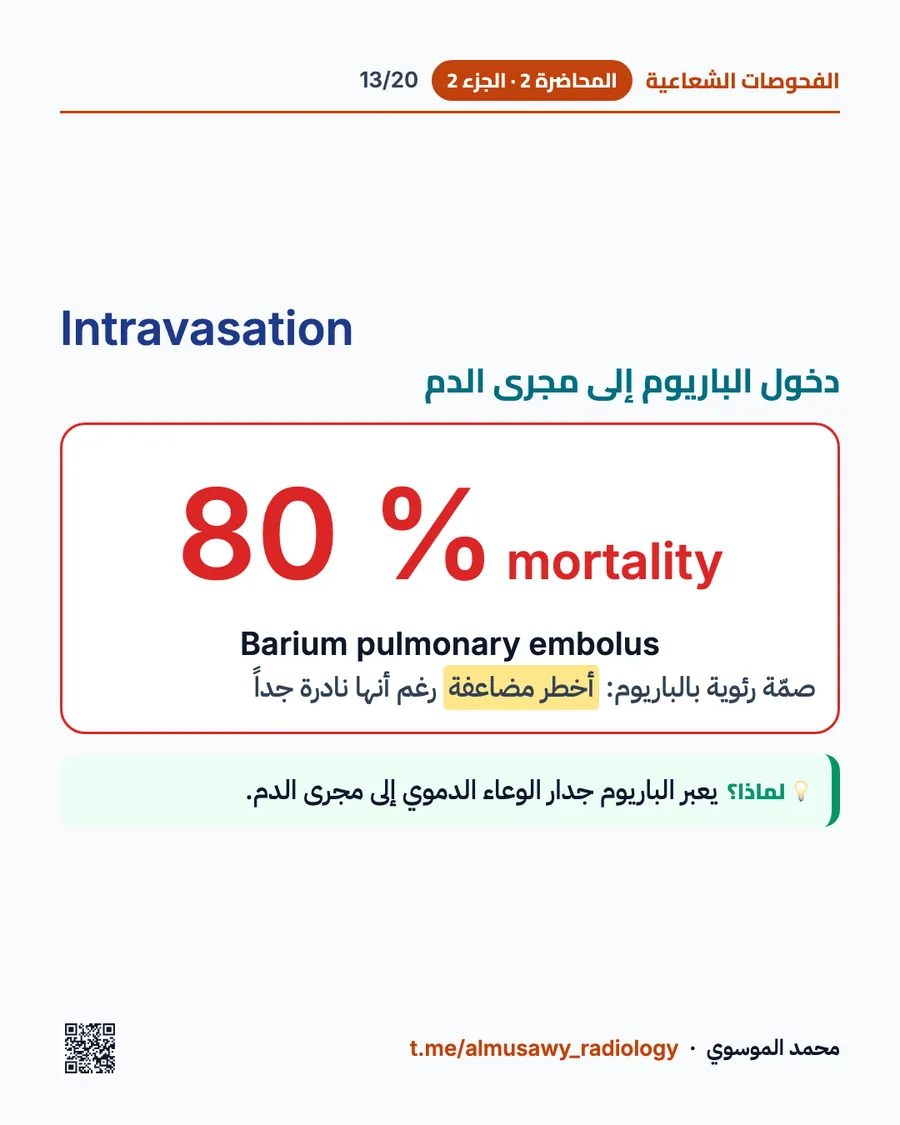 الفحوصات الشعاعية المحاضرة 2 · الجزء 2 13/20
Intravasation
دخول الباريوم إلى مجرى الدم
80 % mortality
Barium pulmonary embolus
صمّة رئوية بالباريوم: أخطر مضاعفة رغم أنها نادرة جداً
💡 لماذا؟ يعبر الباريوم جدار الوعاء الدموي إلى مجرى الدم.
محمد الموسوي · t.me/almusawy_radiology